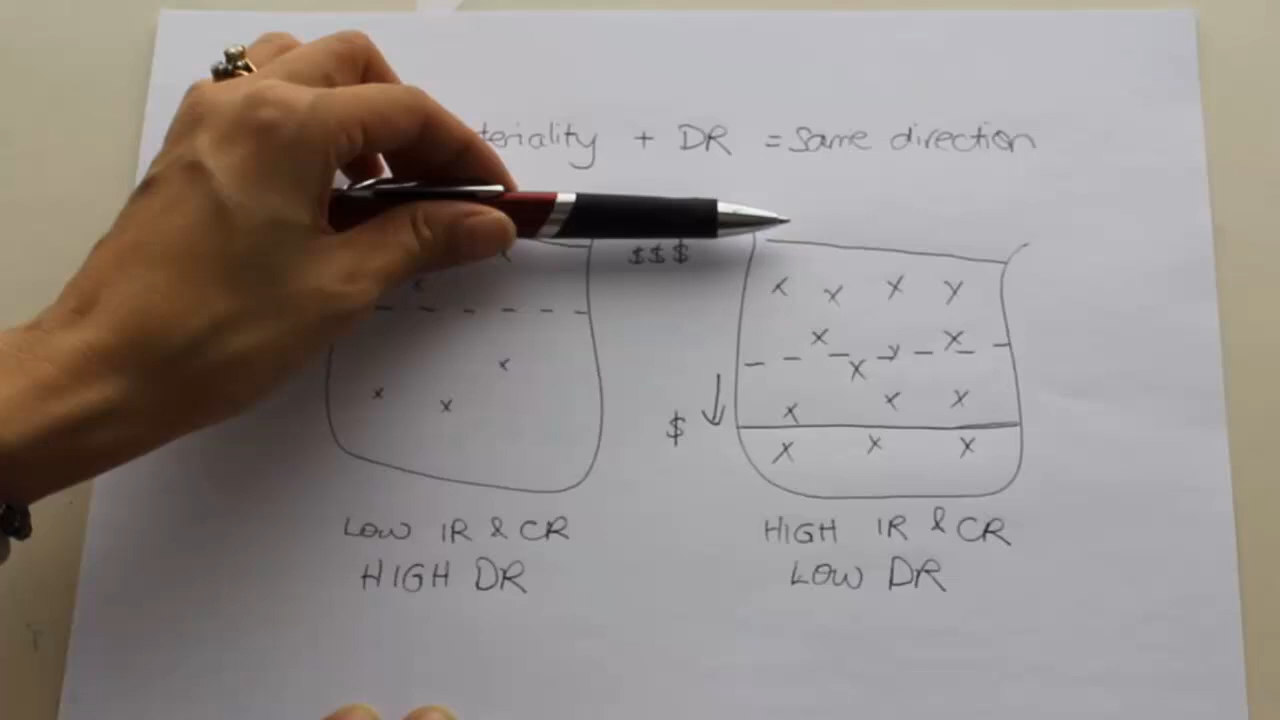 teriality + DR = Same direction
$$$
$
LOW IR & CR
HIGH DR
HIGH IR & CR
LOW DR